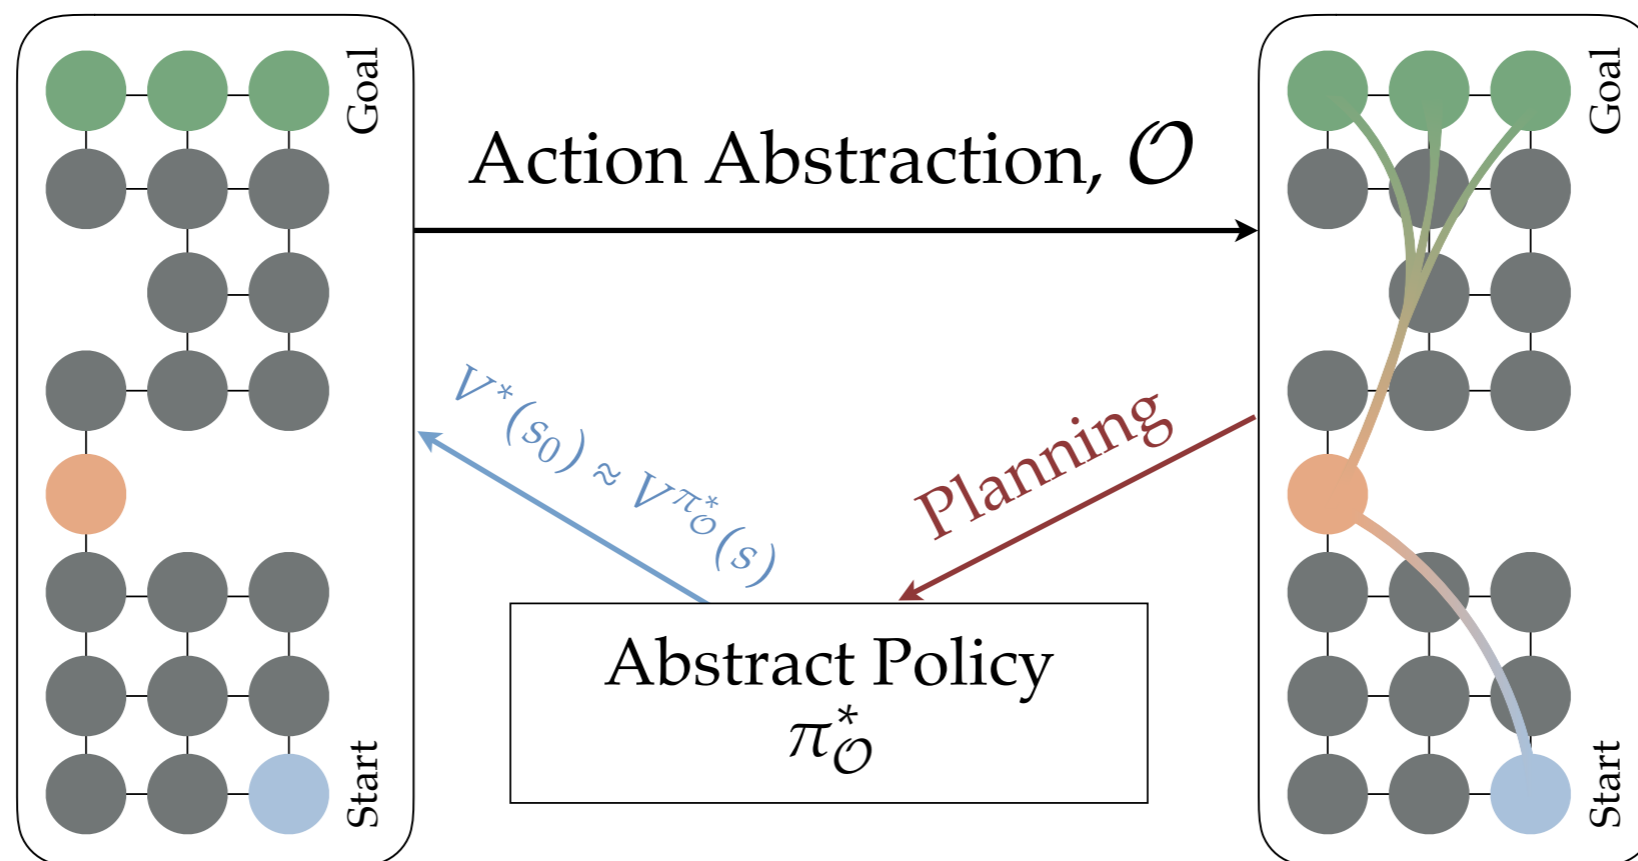 Goal
Start
Action Abstraction, 𝒪
V*(s₀) ≈ V^{π*_𝒪}(s)
Planning
Abstract Policy
π*_𝒪
Goal
Start